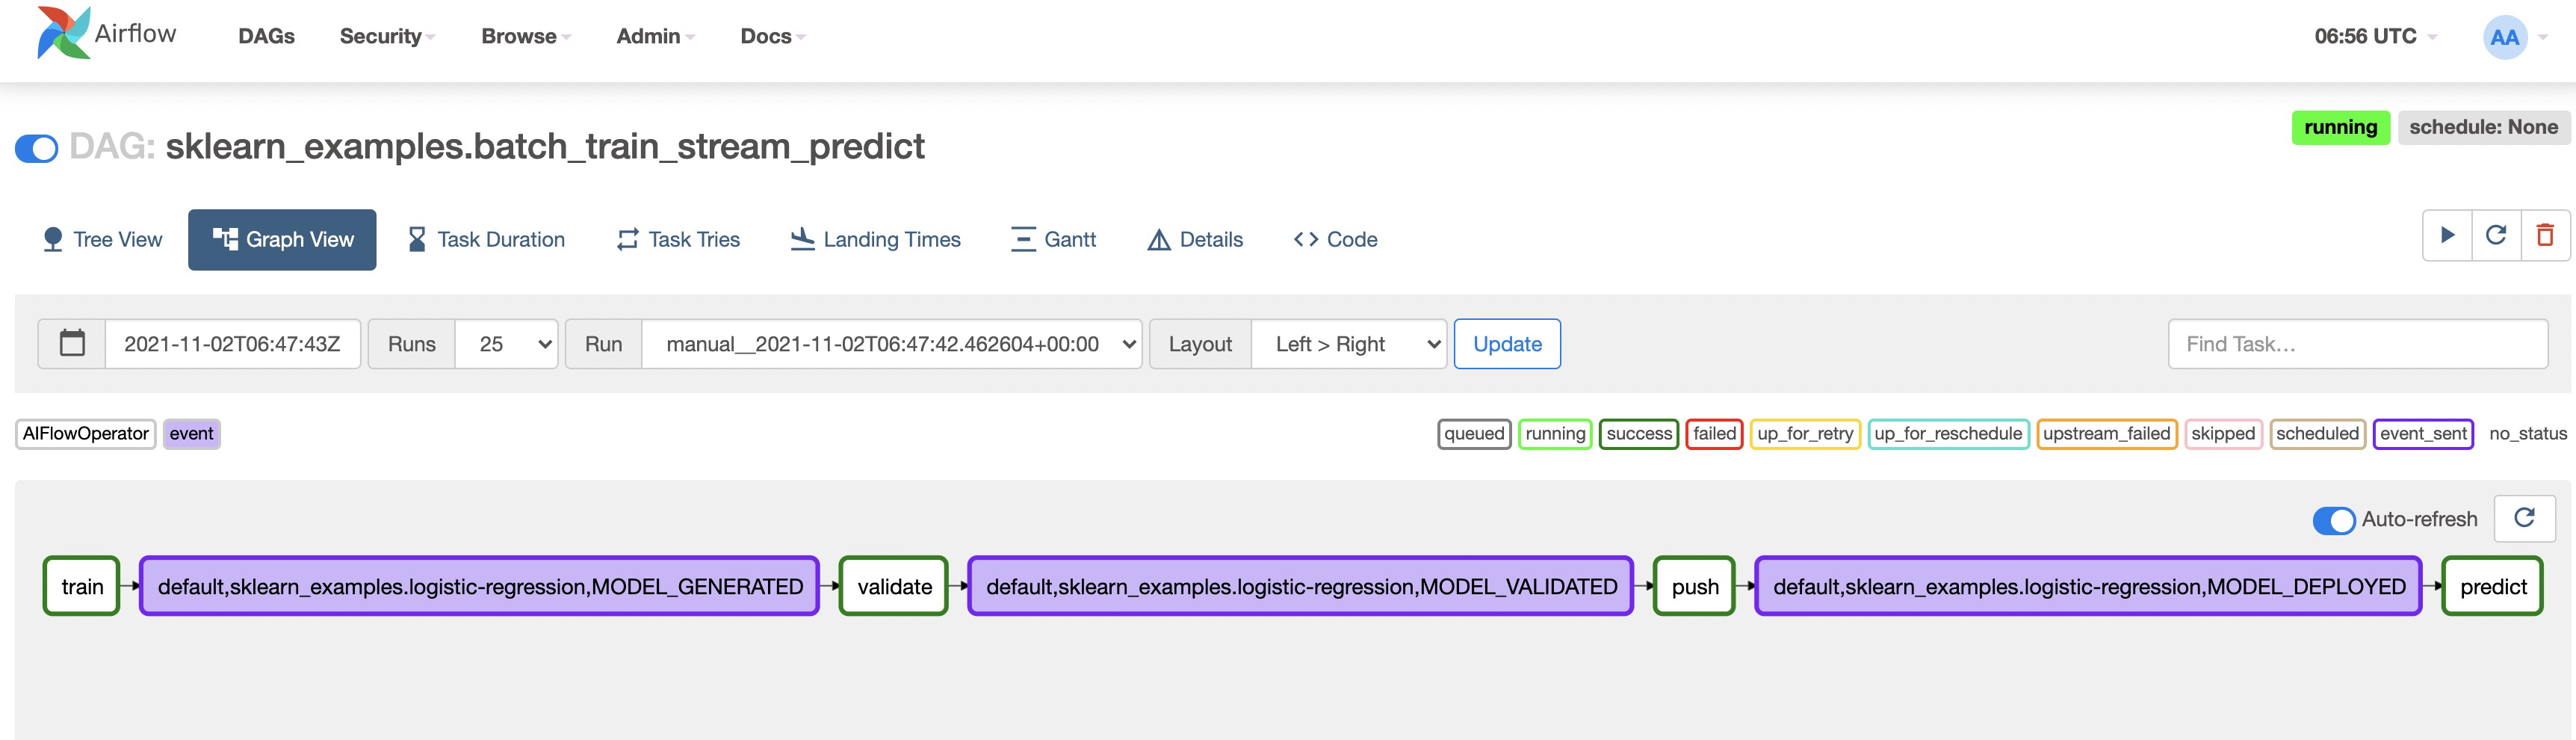 Airflow DAGs Security Browse Admin Docs 06:56 UTC AA
running schedule: None
DAG: sklearn_examples.batch_train_stream_predict
Tree View Graph View Task Duration Task Tries Landing Times Gantt Details Code
2021-11-02T06:47:43Z Runs 25 Run manual__2021-11-02T06:47:42.462604+00:00 Layout Left > Right Update Find Task...
AIFlowOperator event queued running success failed up_for_retry up_for_reschedule upstream_failed skipped scheduled event_sent no_status
Auto-refresh
train default,sklearn_examples.logistic-regression,MODEL_GENERATED validate default,sklearn_examples.logistic-regression,MODEL_VALIDATED push default,sklearn_examples.logistic-regression,MODEL_DEPLOYED predict